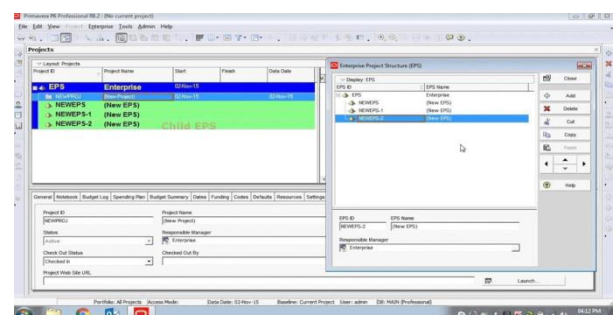 Primavera P6 Professional R8.2 : (No current project)
File Edit View Project Enterprise Tools Admin Help
Projects
Layout: Projects
Project ID Project Name Start Finish Data Date
EPS Enterprise 02-Nov-15
NEWPROJ (New Project) 02-Nov-15 02-Nov-15
NEWEPS (New EPS)
NEWEPS-1 (New EPS)
NEWEPS-2 (New EPS)
Child EPS
General Notebook Budget Log Spending Plan Budget Summary Dates Funding Codes Defaults Resources Settings
Project ID Project Name
NEWPROJ (New Project)
Status Responsible Manager
Active Enterprise
Check Out Status Checked Out By
Checked in
Project Web Site URL
Launch...
Portfolio: All Projects Access Mode: Data Date: 02-Nov-15 Baseline: Current Project User: admin DB: MAIN (Professional)
04:12 PM
Enterprise Project Structure (EPS)
Display: EPS
EPS ID EPS Name
EPS Enterprise
NEWEPS (New EPS)
NEWEPS-1 (New EPS)
NEWEPS-2 (New EPS)
EPS ID EPS Name
NEWEPS-2 (New EPS)
Responsible Manager
Enterprise
Close
Add
Delete
Cut
Copy
Paste
Help